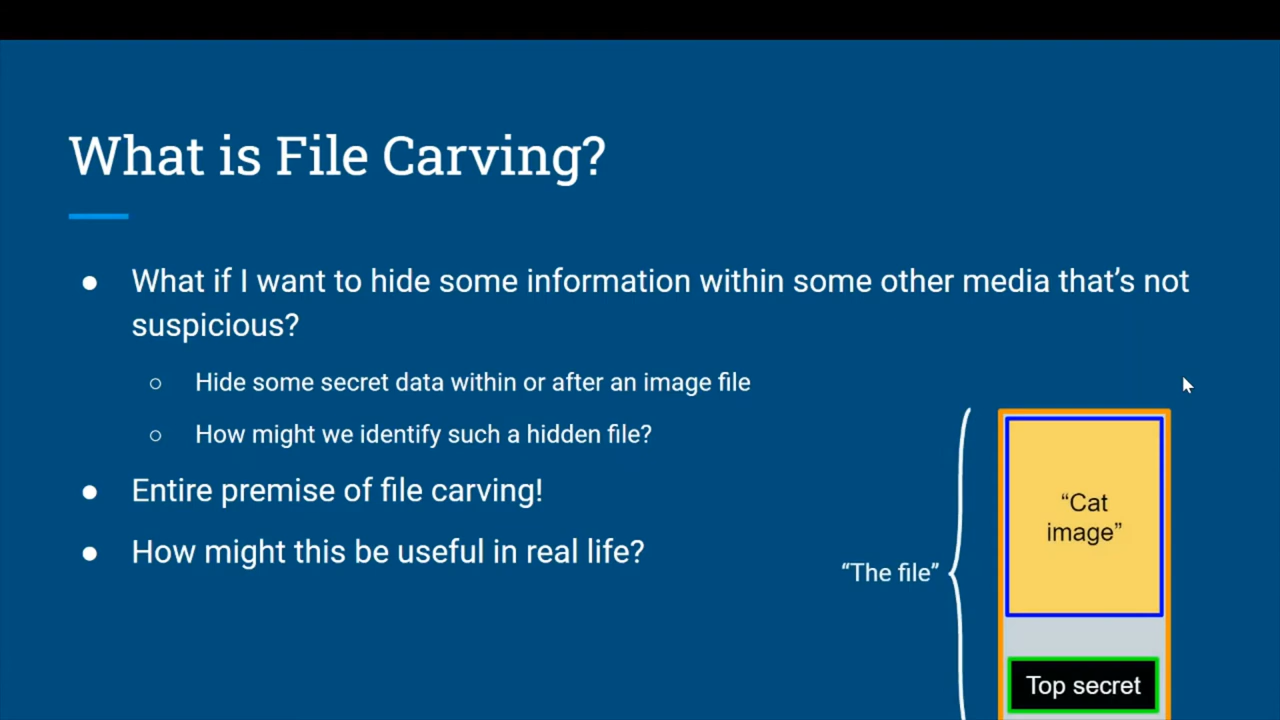 What is File Carving?
● What if I want to hide some information within some other media that’s not
suspicious?
○ Hide some secret data within or after an image file
○ How might we identify such a hidden file?
● Entire premise of file carving!
● How might this be useful in real life?
“The file”
“Cat
image”
Top secret